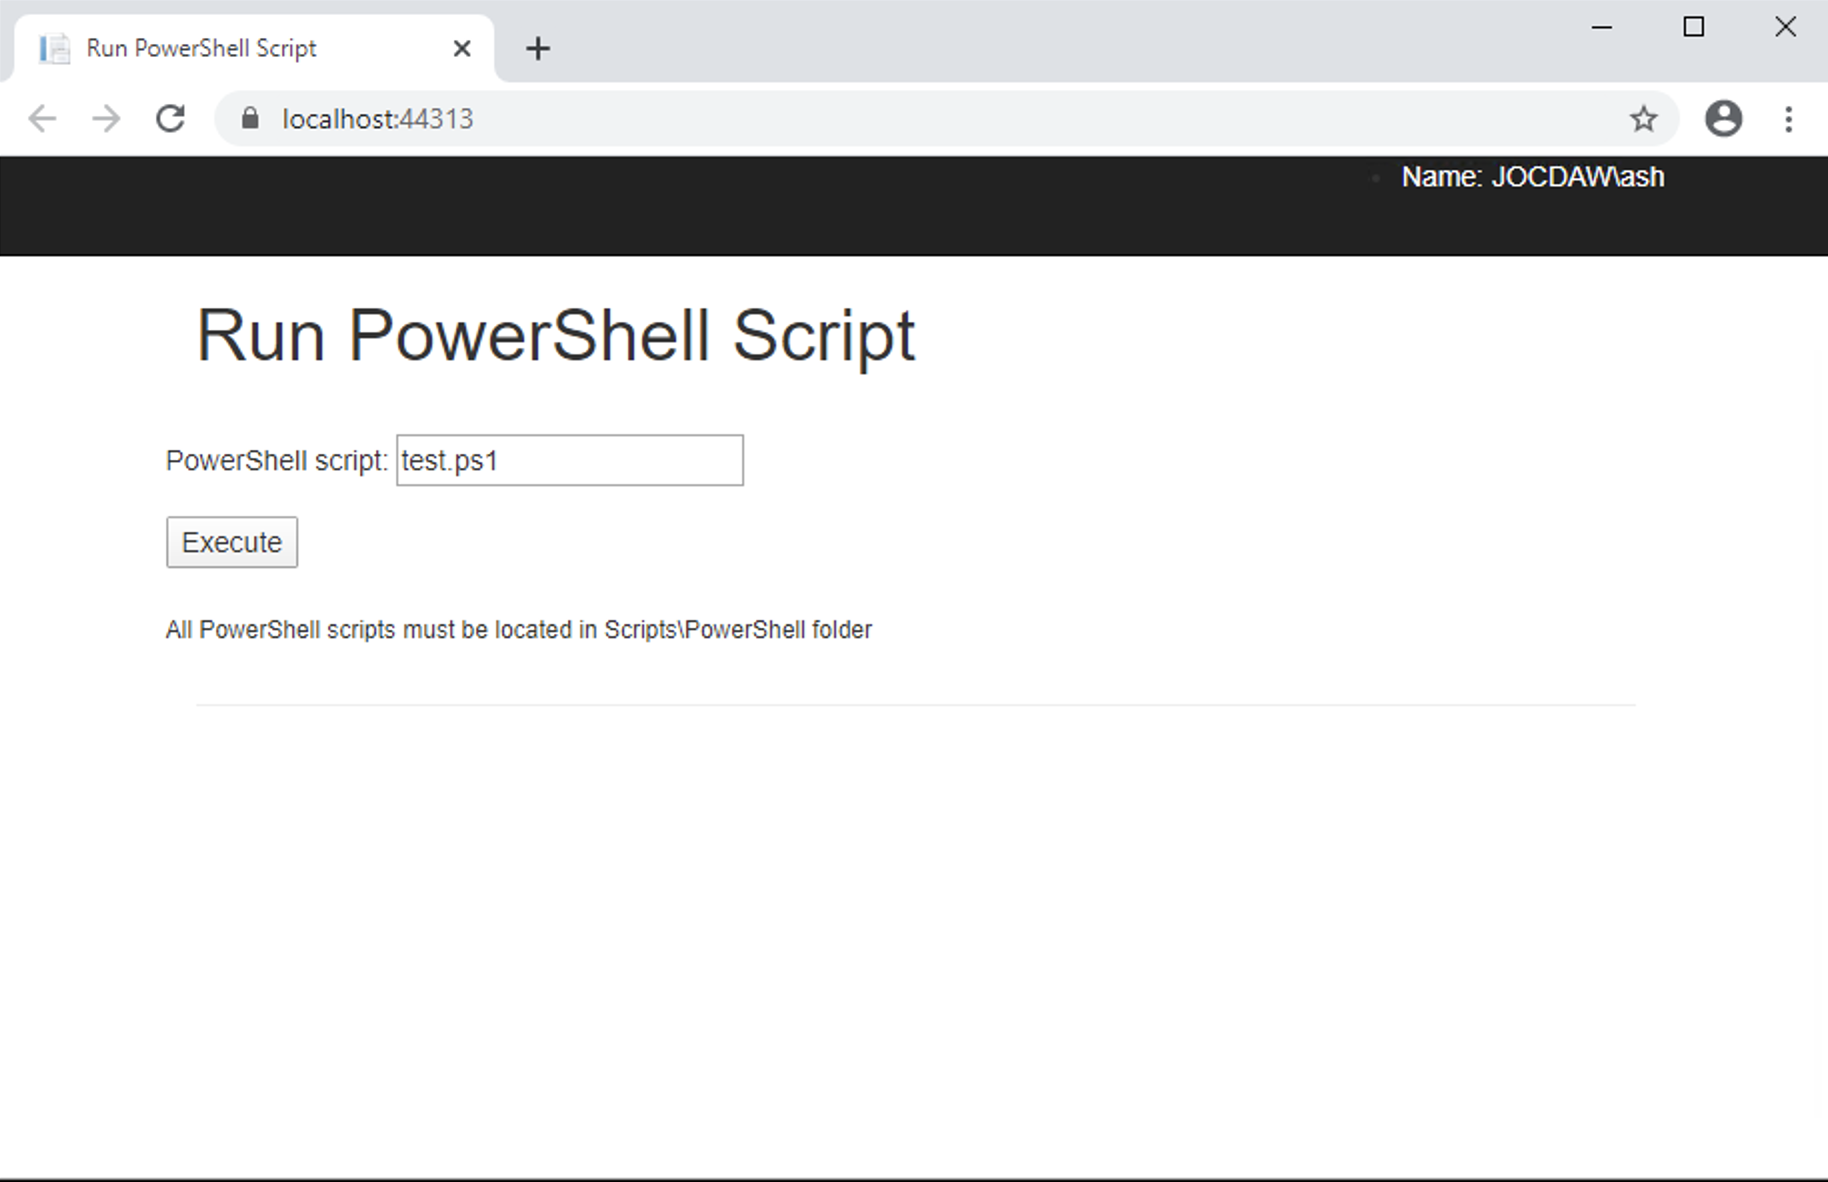 Run PowerShell Script
localhost:44313
Name: JOCDAW\ash
Run PowerShell Script
PowerShell script: test.ps1
Execute
All PowerShell scripts must be located in Scripts\PowerShell folder